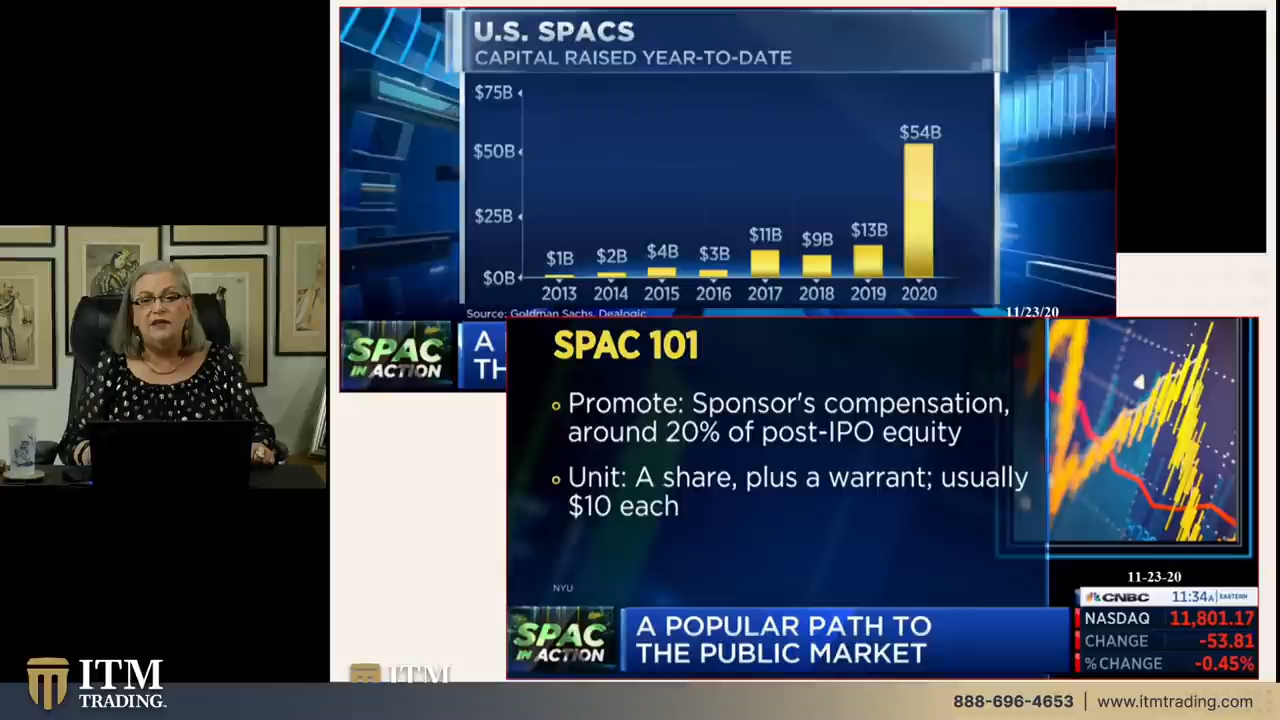 U.S. SPACS
CAPITAL RAISED YEAR-TO-DATE
$75B
$50B
$25B
$0B
$1B
$2B
$4B
$3B
$11B
$9B
$13B
$54B
2013 2014 2015 2016 2017 2018 2019 2020
Source: Goldman Sachs, Dealogic
11/23/20
SPAC
IN ACTION
A
TH
SPAC 101
Promote: Sponsor's compensation,
around 20% of post-IPO equity
Unit: A share, plus a warrant; usually
$10 each
NYU
11-23-20
SPAC
IN ACTION
A POPULAR PATH TO
THE PUBLIC MARKET
CNBC 11:34A EASTERN
NASDAQ 11,801.17
CHANGE -53.81
% CHANGE -0.45%
ITM
TRADING.
ITM
888-696-4653 | www.itmtrading.com